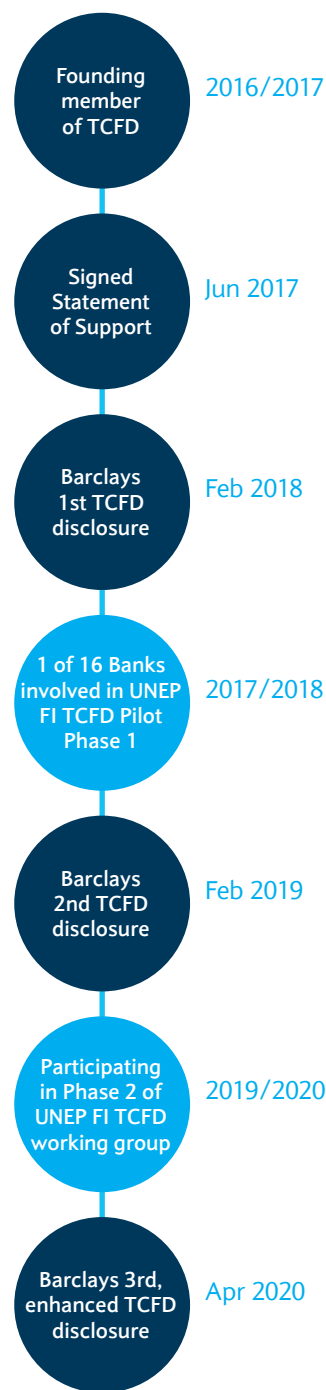 Founding
member
of TCFD
2016/2017
Signed
Statement
of Support
Jun 2017
Barclays
1st TCFD
disclosure
Feb 2018
1 of 16 Banks
involved in UNEP
FI TCFD Pilot
Phase 1
2017/2018
Barclays
2nd TCFD
disclosure
Feb 2019
Participating
in Phase 2 of
UNEP FI TCFD
working group
2019/2020
Barclays 3rd,
enhanced TCFD
disclosure
Apr 2020